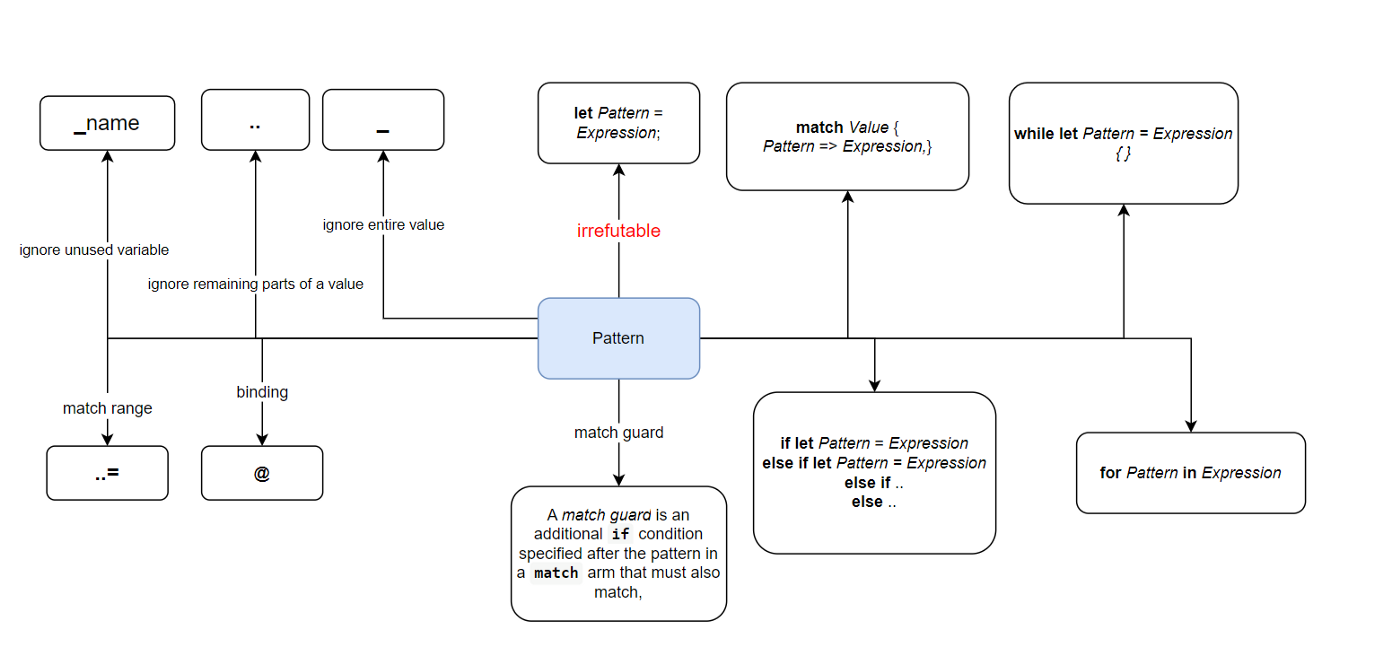 _name
..
_
let Pattern =
Expression;
match Value {
Pattern => Expression,}
while let Pattern = Expression
{}
ignore entire value
irrefutable
ignore unused variable
ignore remaining parts of a value
Pattern
binding
match range
match guard
..=
@
if let Pattern = Expression
else if let Pattern = Expression
else if ..
else ..
for Pattern in Expression
A match guard is an
additional if condition
specified after the pattern in
a match arm that must also
match,